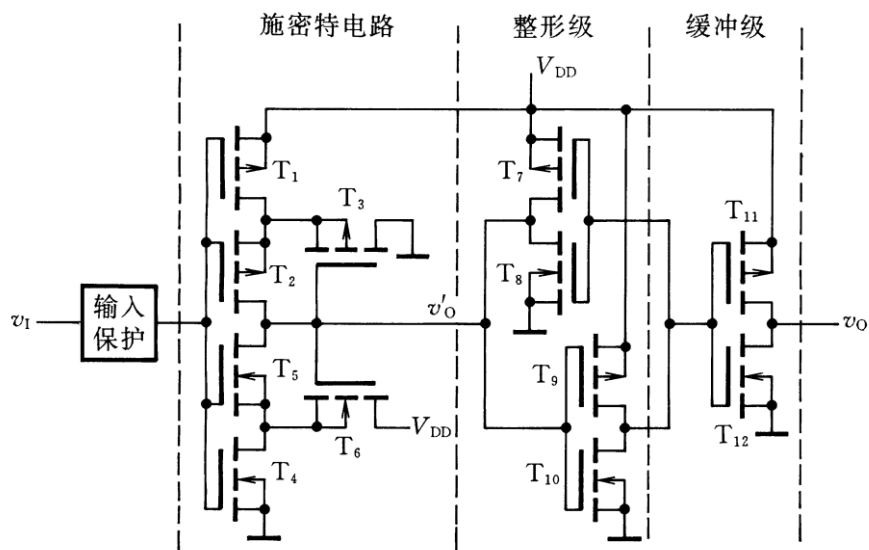 施密特电路
整形级
缓冲级
V_DD
T_1
T_7
T_3
T_11
T_2
T_8
v_I
输入
保护
v'_O
v_O
T_5
T_9
T_6
V_DD
T_12
T_4
T_10